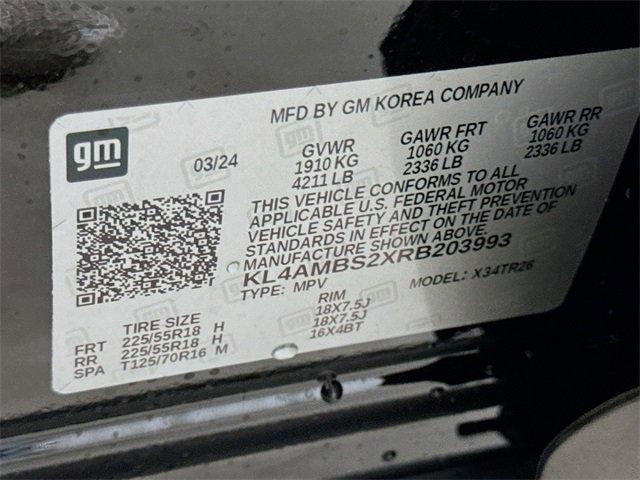 MFD BY GM KOREA COMPANY
gm
03/24
GVWR GAWR FRT GAWR RR
1910 KG 1060 KG 1060 KG
4211 LB 2336 LB 2336 LB
THIS VEHICLE CONFORMS TO ALL
APPLICABLE U.S. FEDERAL MOTOR
VEHICLE SAFETY AND THEFT PREVENTION
STANDARDS IN EFFECT ON THE DATE OF
MANUFACTURE SHOWN ABOVE.
KL4AMBS2XRB203993
TYPE: MPV MODEL: X34TR26
TIRE SIZE RIM
FRT 225/55R18 H 18X7.5J
RR 225/55R18 H 18X7.5J
SPA T125/70R16 M 16X4BT